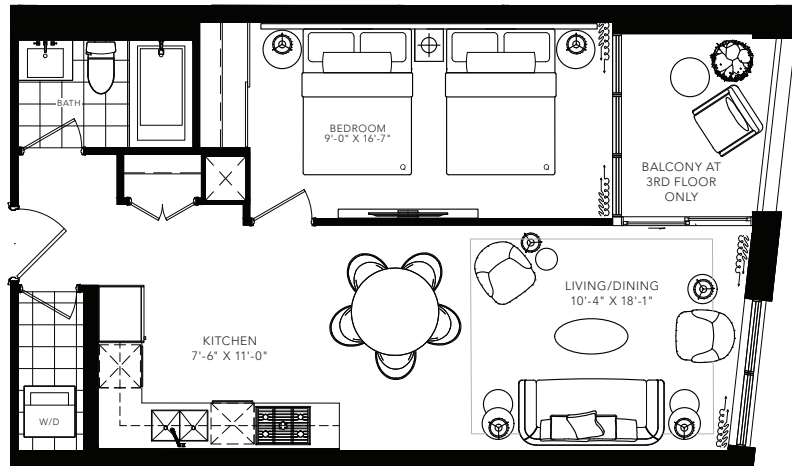 BATH
BEDROOM
9'-0" X 16'-7"
Q
Q
BALCONY AT
3RD FLOOR
ONLY
LIVING/DINING
10'-4" X 18'-1"
KITCHEN
7'-6" X 11'-0"
W/D